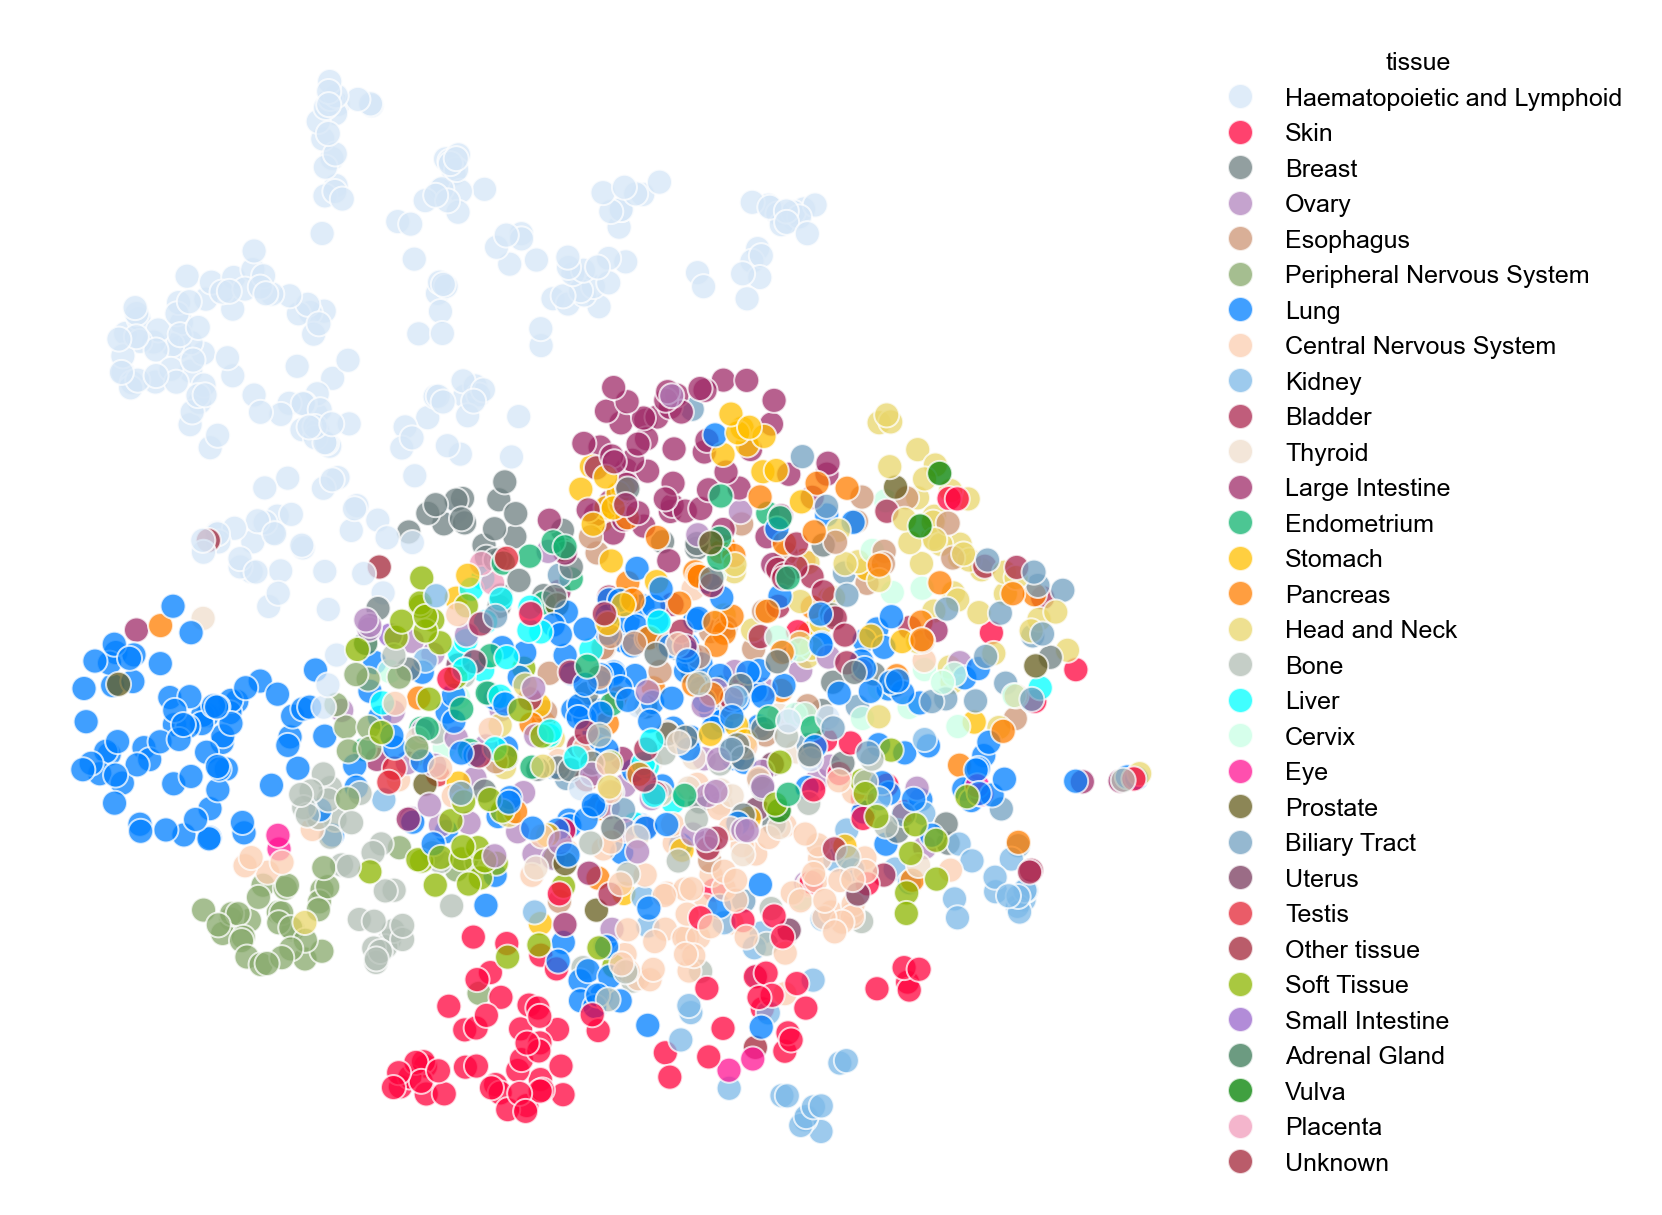 tissue
Haematopoietic and Lymphoid
Skin
Breast
Ovary
Esophagus
Peripheral Nervous System
Lung
Central Nervous System
Kidney
Bladder
Thyroid
Large Intestine
Endometrium
Stomach
Pancreas
Head and Neck
Bone
Liver
Cervix
Eye
Prostate
Biliary Tract
Uterus
Testis
Other tissue
Soft Tissue
Small Intestine
Adrenal Gland
Vulva
Placenta
Unknown